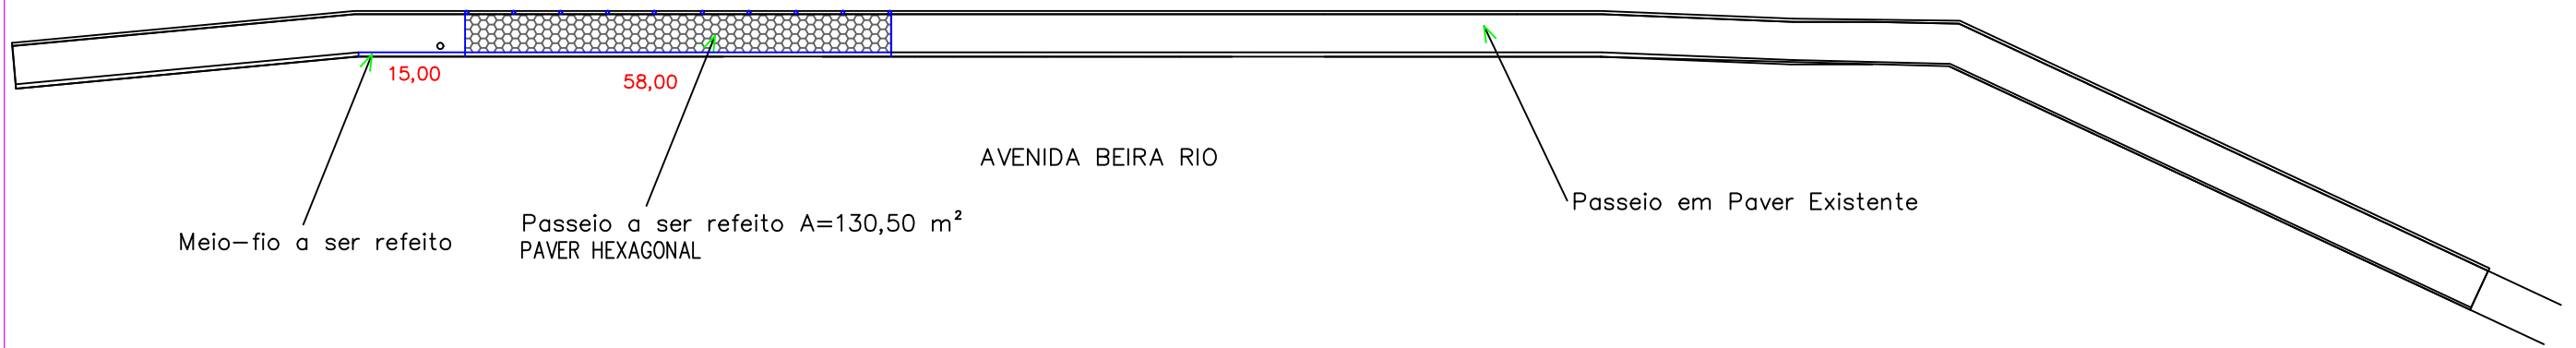 15,00
58,00
AVENIDA BEIRA RIO
Passeio em Paver Existente
Meio-fio a ser refeito
Passeio a ser refeito A=130,50 m²
PAVER HEXAGONAL